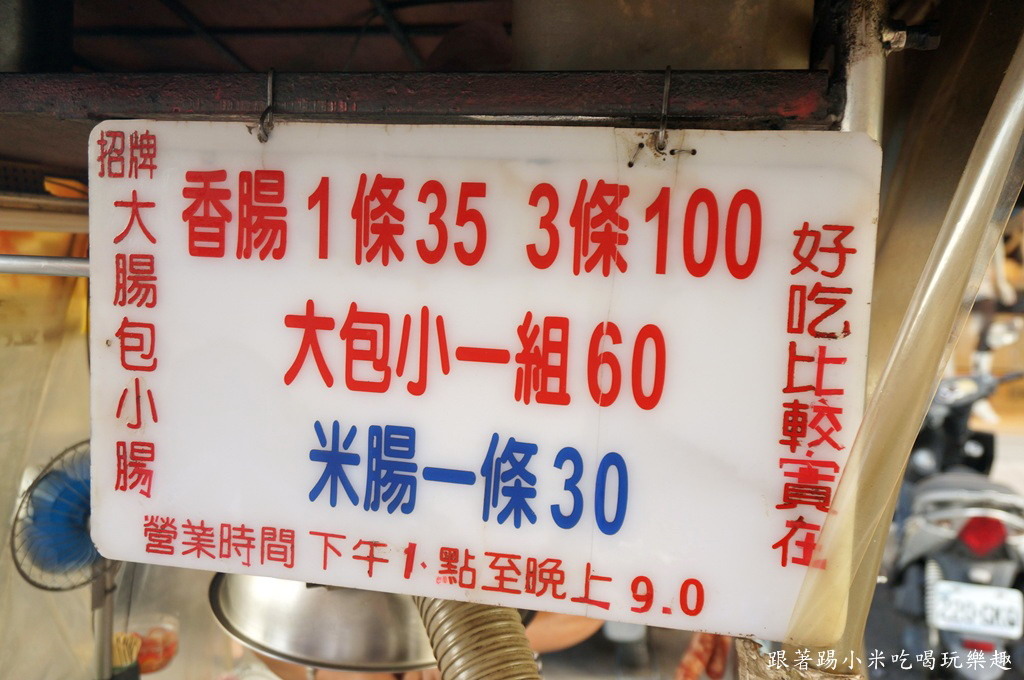 招牌
大腸包小腸
香腸1條35 3條100
大包小一組60
米腸一條30
好吃比較實在
營業時間 下午1.點至晚上9.0
跟著踢小米吃喝玩樂趣